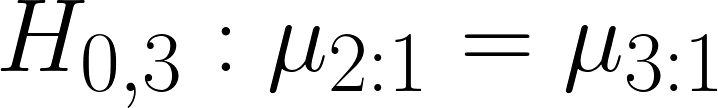 H_{0,3} : μ_{2:1} = μ_{3:1}